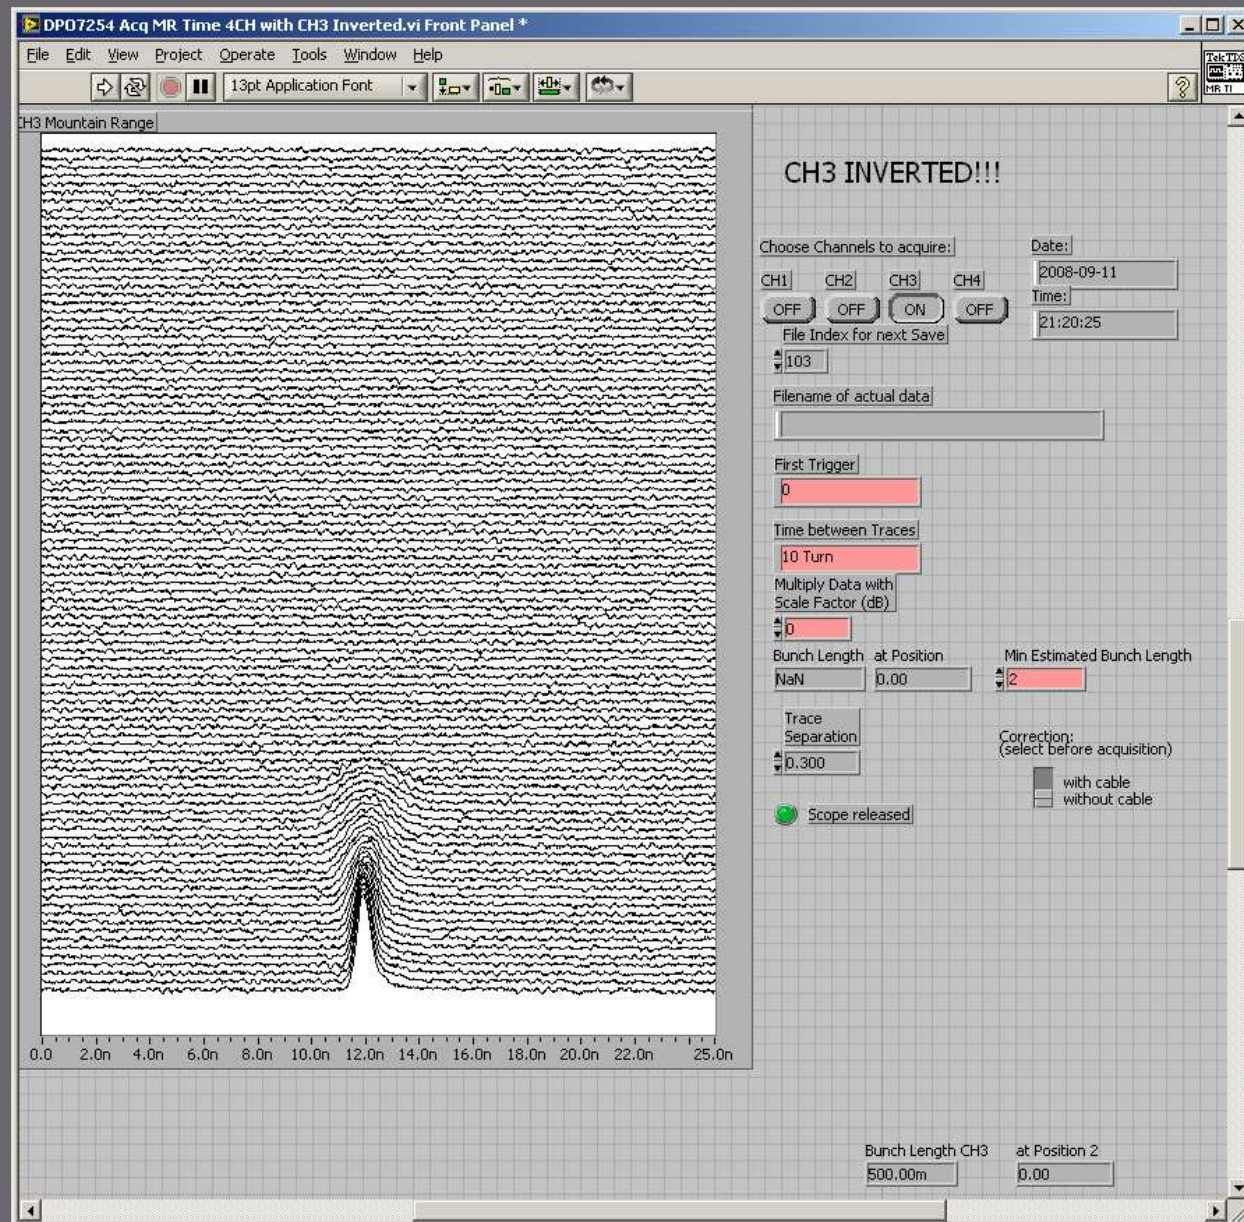 DPO7254 Acq MR Time 4CH with CH3 Inverted.vi Front Panel *
File Edit View Project Operate Tools Window Help
13pt Application Font
?
Tek TDS
MR TI
CH3 Mountain Range
CH3 INVERTED!!!
Choose Channels to acquire:
Date:
2008-09-11
CH1 CH2 CH3 CH4
Time:
OFF OFF ON OFF
21:20:25
File Index for next Save
103
Filename of actual data
First Trigger
0
Time between Traces
10 Turn
Multiply Data with
Scale Factor (dB)
0
Bunch Length at Position Min Estimated Bunch Length
NaN 0.00 2
Trace
Separation
0.300
Correction:
(select before acquisition)
with cable
without cable
Scope released
0.0 2.0n 4.0n 6.0n 8.0n 10.0n 12.0n 14.0n 16.0n 18.0n 20.0n 22.0n 25.0n
Bunch Length CH3 at Position 2
500.00m 0.00